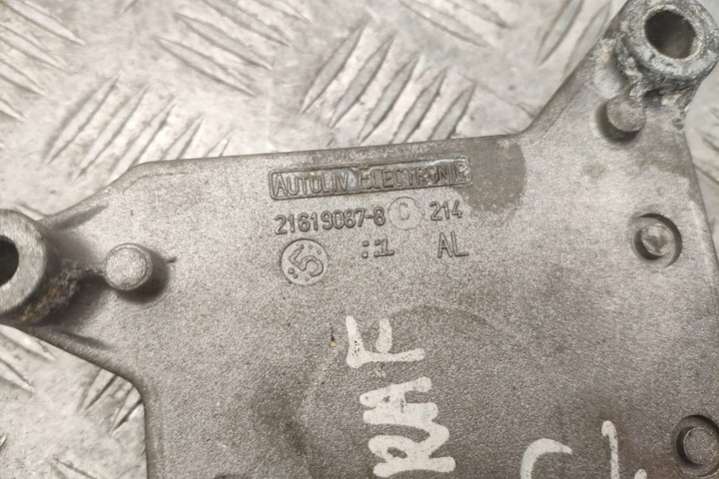 AUTOLIV ELECTRONIC
21619087-8 C 214
5 :1 AL
RAF